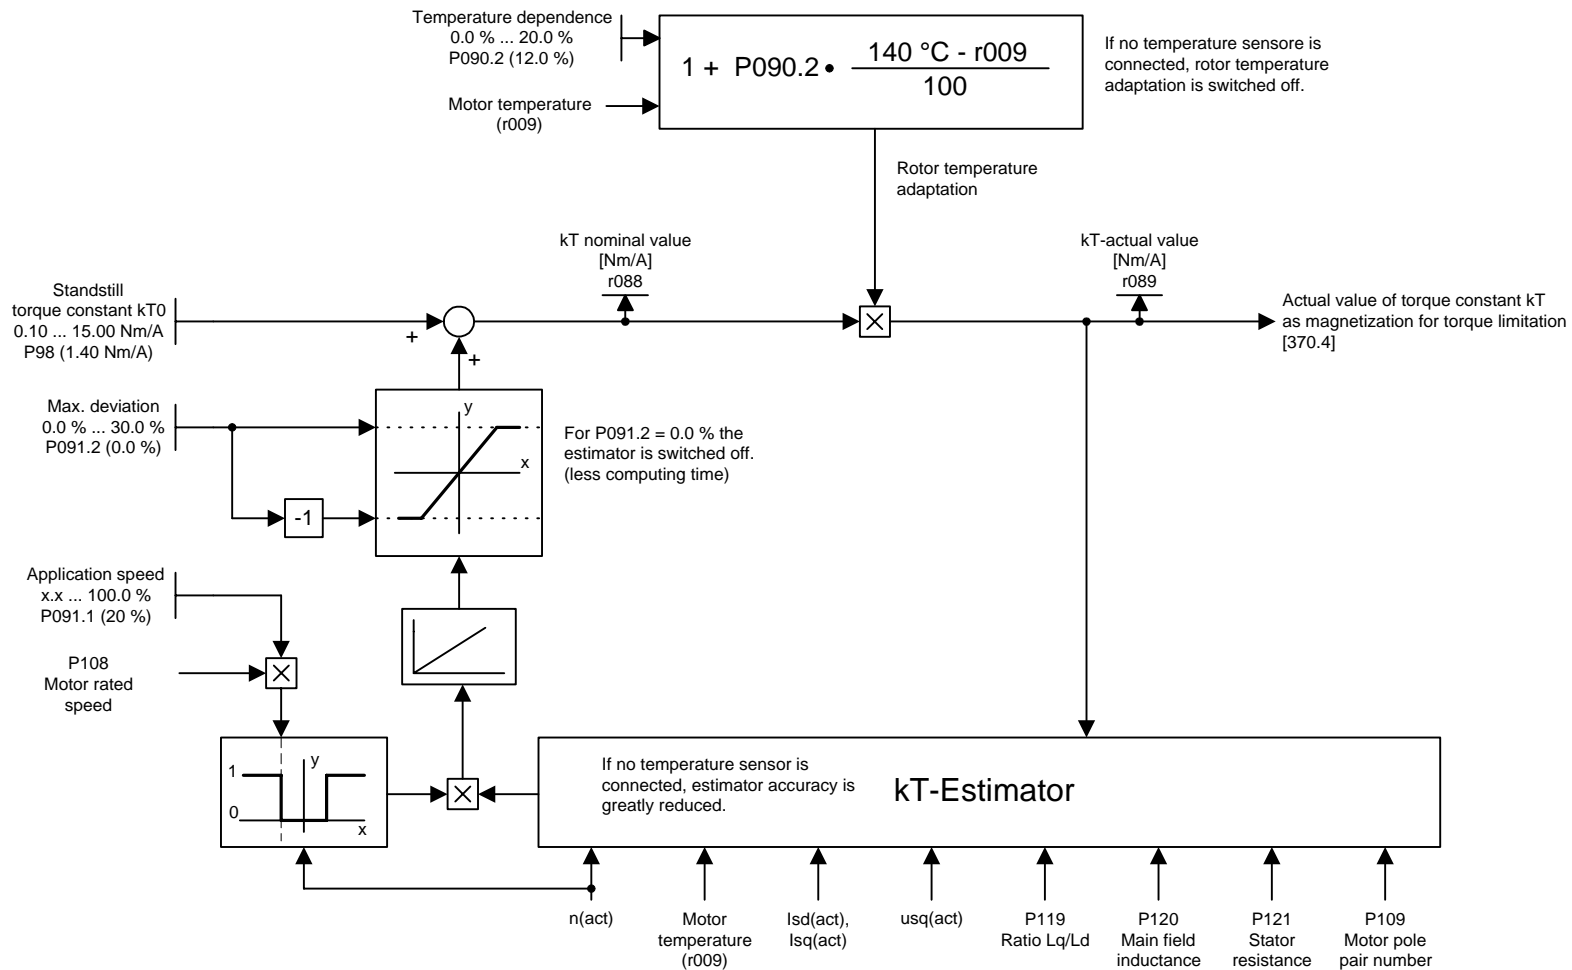 Temperature dependence
0.0 % ... 20.0 %
P090.2 (12.0 %)
Motor temperature
(r009)
1 + P090.2 • 140 °C - r009
100
If no temperature sensore is
connected, rotor temperature
adaptation is switched off.
Rotor temperature
adaptation
kT nominal value
[Nm/A]
r088
kT-actual value
[Nm/A]
r089
Standstill
torque constant kT0
0.10 ... 15.00 Nm/A
P98 (1.40 Nm/A)
+
+
Actual value of torque constant kT
as magnetization for torque limitation
[370.4]
Max. deviation
0.0 % ... 30.0 %
P091.2 (0.0 %)
-1
y
x
For P091.2 = 0.0 % the
estimator is switched off.
(less computing time)
Application speed
x.x ... 100.0 %
P091.1 (20 %)
P108
Motor rated
speed
1
0
y
x
If no temperature sensor is
connected, estimator accuracy is
greatly reduced.
kT-Estimator
n(act)
Motor
temperature
(r009)
Isd(act),
Isq(act)
usq(act)
P119
Ratio Lq/Ld
P120
Main field
inductance
P121
Stator
resistance
P109
Motor pole
pair number